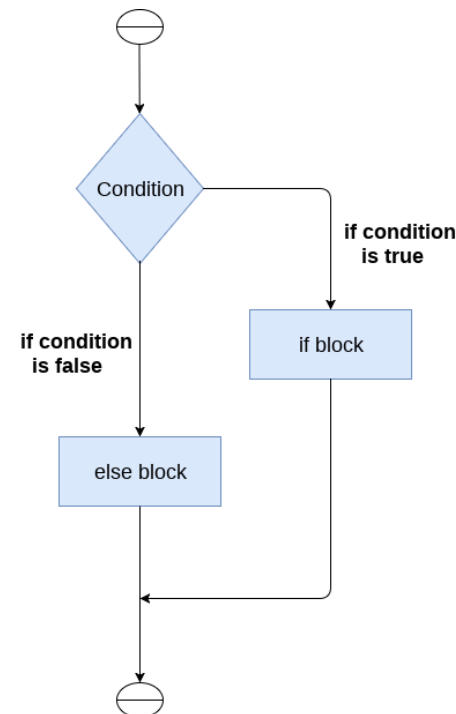 Condition
if condition
is true
if block
if condition
is false
else block